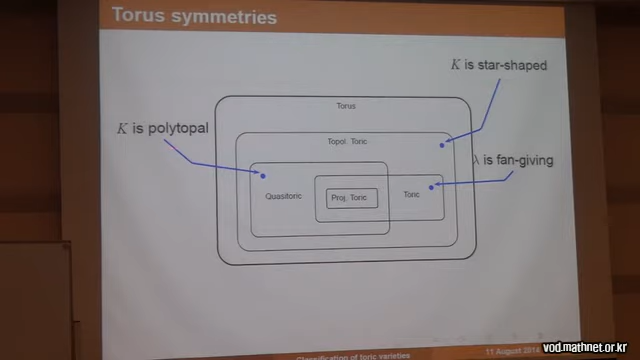 Torus symmetries
K is star-shaped
Torus
K is polytopal
Topol. Toric
λ is fan-giving
Quasitoric
Proj. Toric
Toric
Classification of toric varieties
11 August
vod.mathnet.or.kr